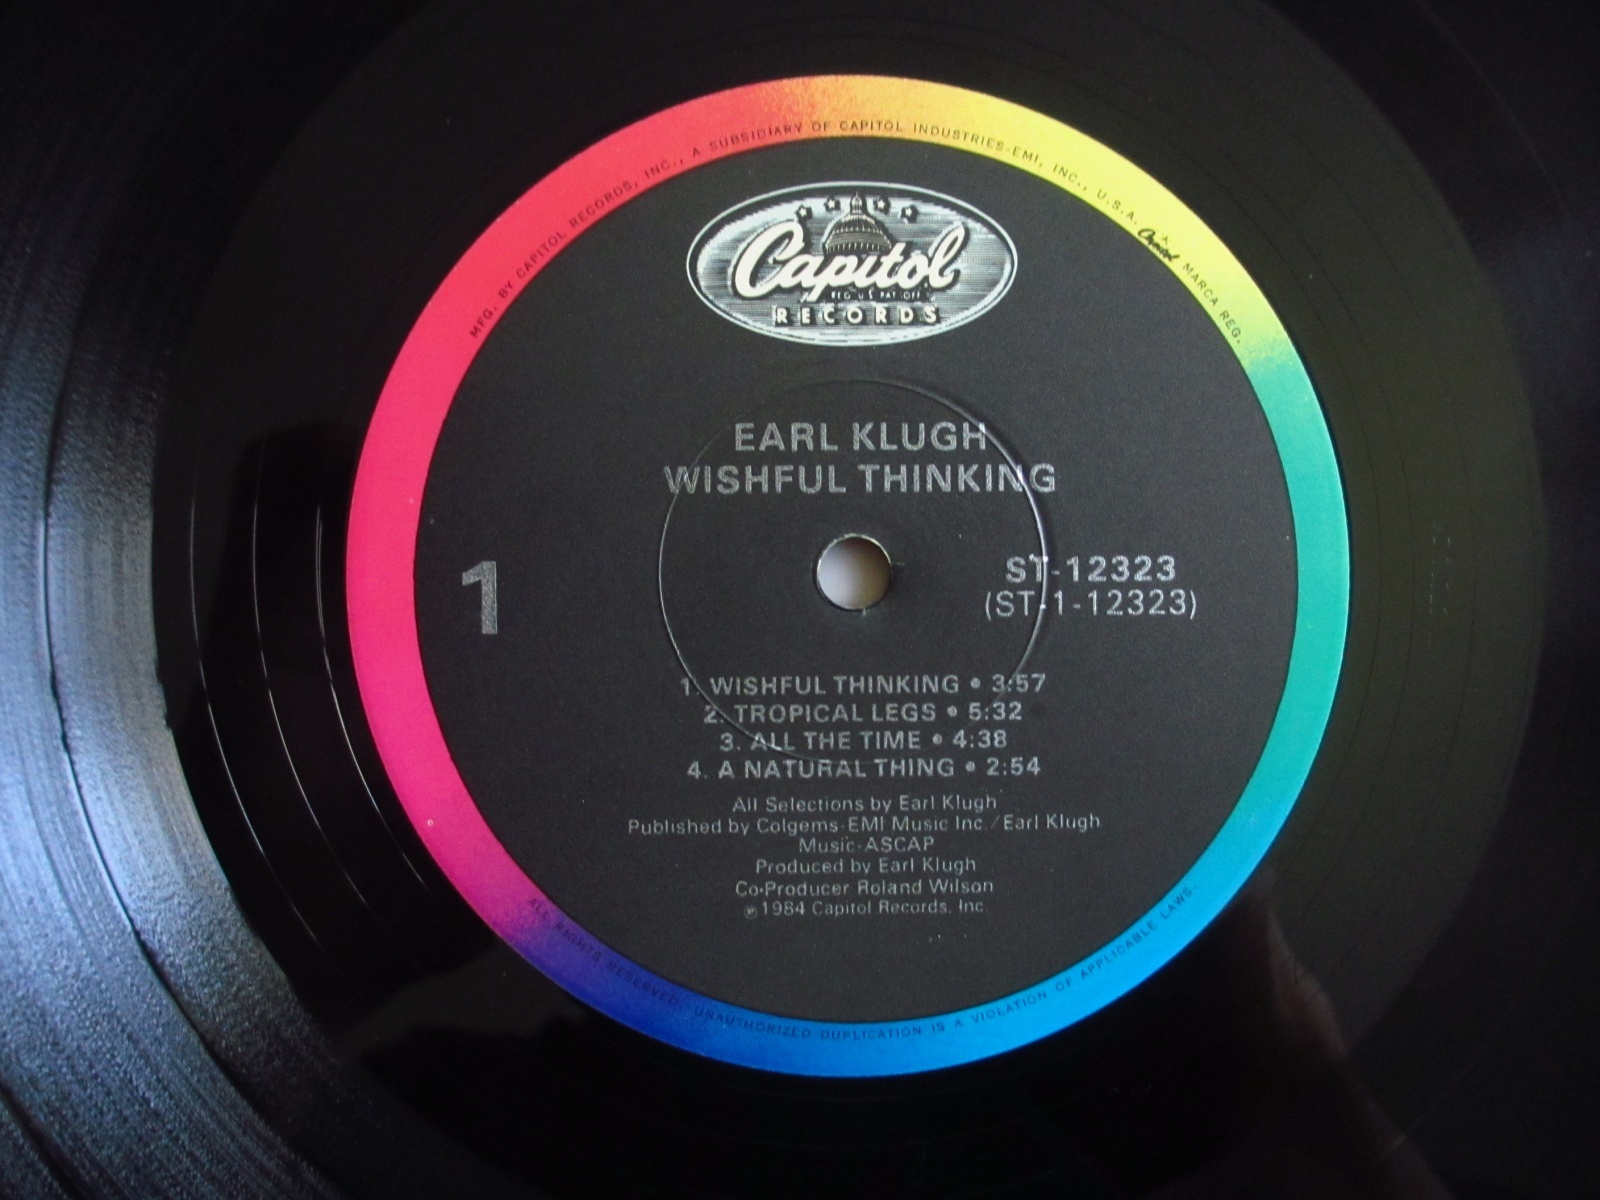 MFG. BY CAPITOL RECORDS, INC., A SUBSIDIARY OF CAPITOL INDUSTRIES-EMI, INC., U.S.A. Capitol MARCA REG.
Capitol
REG. U.S. PAT. OFF.
RECORDS
EARL KLUGH
WISHFUL THINKING
1
ST-12323
(ST-1-12323)
1. WISHFUL THINKING • 3:57
2. TROPICAL LEGS • 5:32
3. ALL THE TIME • 4:38
4. A NATURAL THING • 2:54
All Selections by Earl Klugh
Published by Colgems-EMI Music Inc./Earl Klugh
Music-ASCAP
Produced by Earl Klugh
Co-Producer Roland Wilson
℗ 1984 Capitol Records, Inc.
ALL RIGHTS RESERVED. UNAUTHORIZED DUPLICATION IS A VIOLATION OF APPLICABLE LAWS.